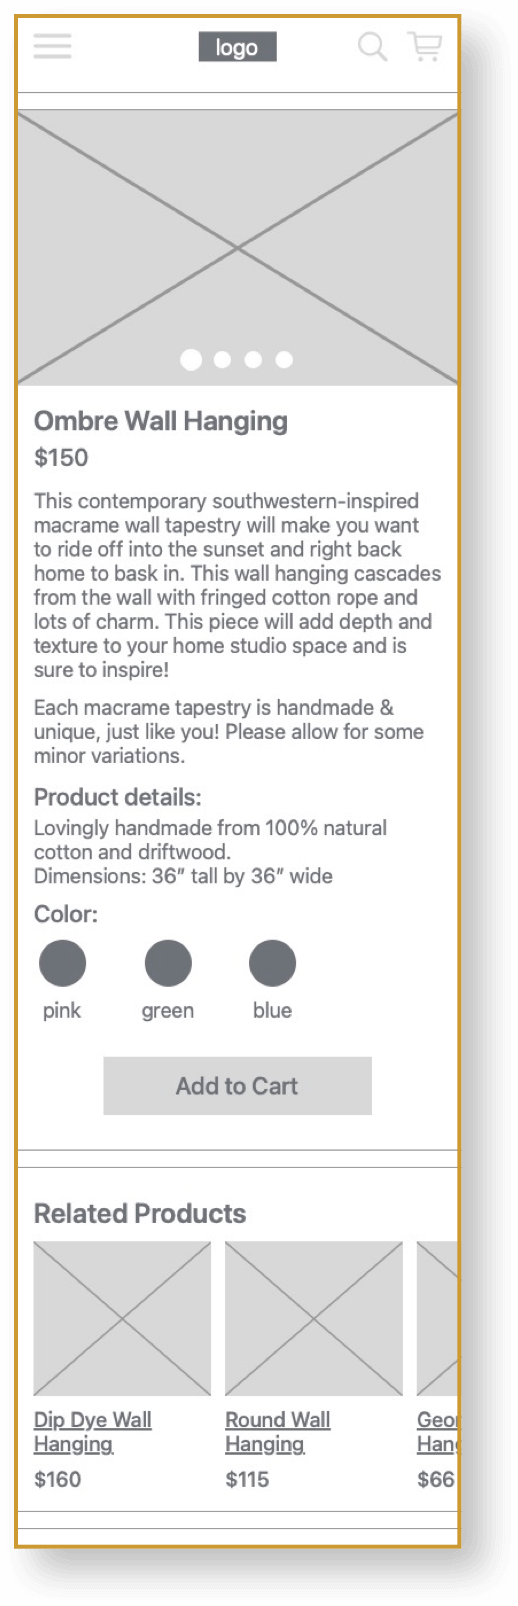 logo
Ombre Wall Hanging
$150
This contemporary southwestern-inspired
macrame wall tapestry will make you want
to ride off into the sunset and right back
home to bask in. This wall hanging cascades
from the wall with fringed cotton rope and
lots of charm. This piece will add depth and
texture to your home studio space and is
sure to inspire!
Each macrame tapestry is handmade &
unique, just like you! Please allow for some
minor variations.
Product details:
Lovingly handmade from 100% natural
cotton and driftwood.
Dimensions: 36” tall by 36” wide
Color:
pink green blue
Add to Cart
Related Products
Dip Dye Wall
Hanging
$160
Round Wall
Hanging
$115
$66